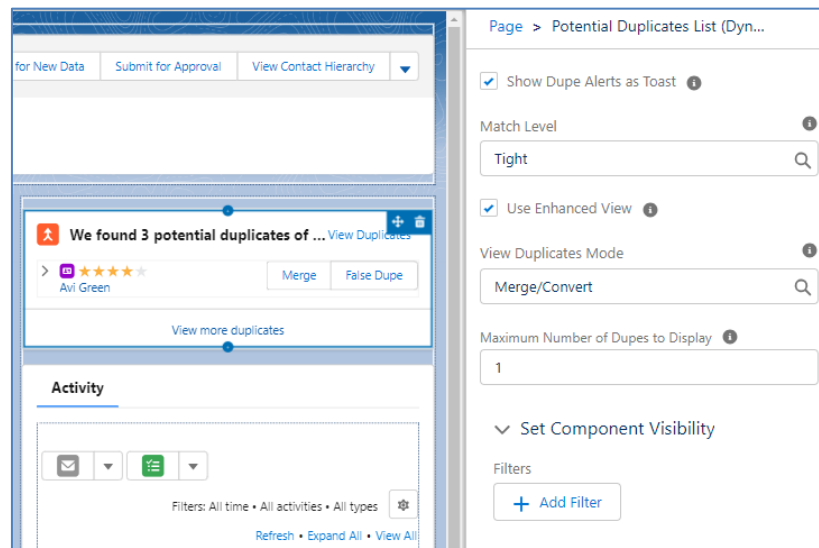 for New Data
Submit for Approval
View Contact Hierarchy
We found 3 potential duplicates of ... View Duplicates
Avi Green
Merge
False Dupe
View more duplicates
Activity
Filters: All time • All activities • All types
Refresh • Expand All • View All
Page > Potential Duplicates List (Dyn...
Show Dupe Alerts as Toast
Match Level
Tight
Use Enhanced View
View Duplicates Mode
Merge/Convert
Maximum Number of Dupes to Display
1
Set Component Visibility
Filters
+ Add Filter